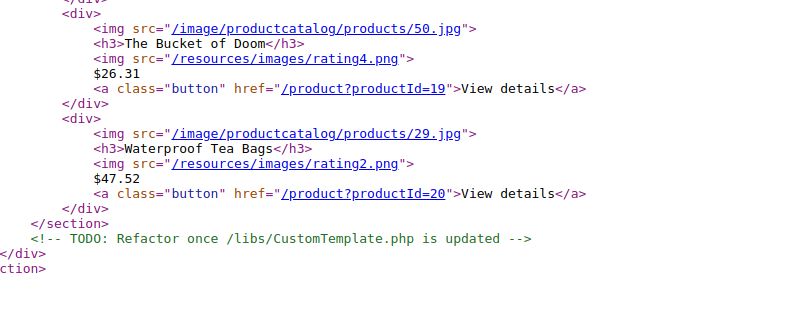 </div>
<div>
<img src="/image/productcatalog/products/50.jpg">
<h3>The Bucket of Doom</h3>
<img src="/resources/images/rating4.png">
$26.31
<a class="button" href="/product?productId=19">View details</a>
</div>
<div>
<img src="/image/productcatalog/products/29.jpg">
<h3>Waterproof Tea Bags</h3>
<img src="/resources/images/rating2.png">
$47.52
<a class="button" href="/product?productId=20">View details</a>
</div>
</section>
<!-- TODO: Refactor once /libs/CustomTemplate.php is updated -->
</div>
ction>